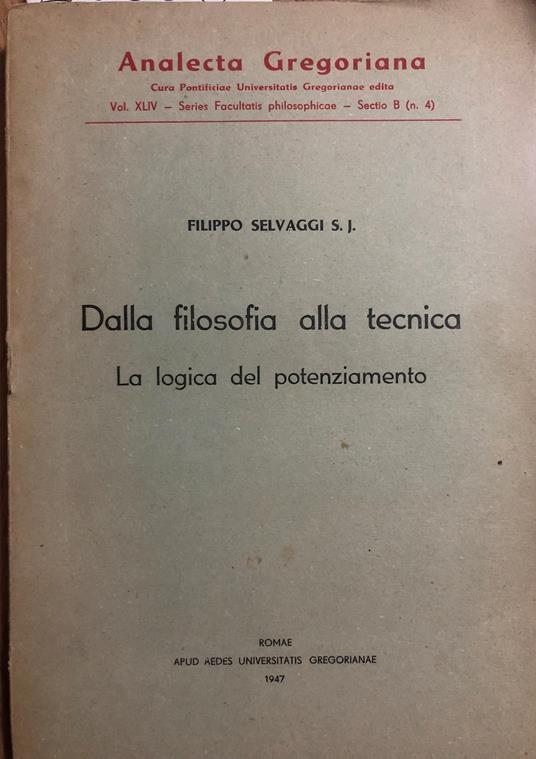 Analecta Gregoriana
Cura Pontificiae Universitatis Gregorianae edita
Vol. XLIV – Series Facultatis philosophicae – Sectio B (n. 4)
FILIPPO SELVAGGI S. J.
Dalla filosofia alla tecnica
La logica del potenziamento
ROMAE
APUD AEDES UNIVERSITATIS GREGORIANAE
1947